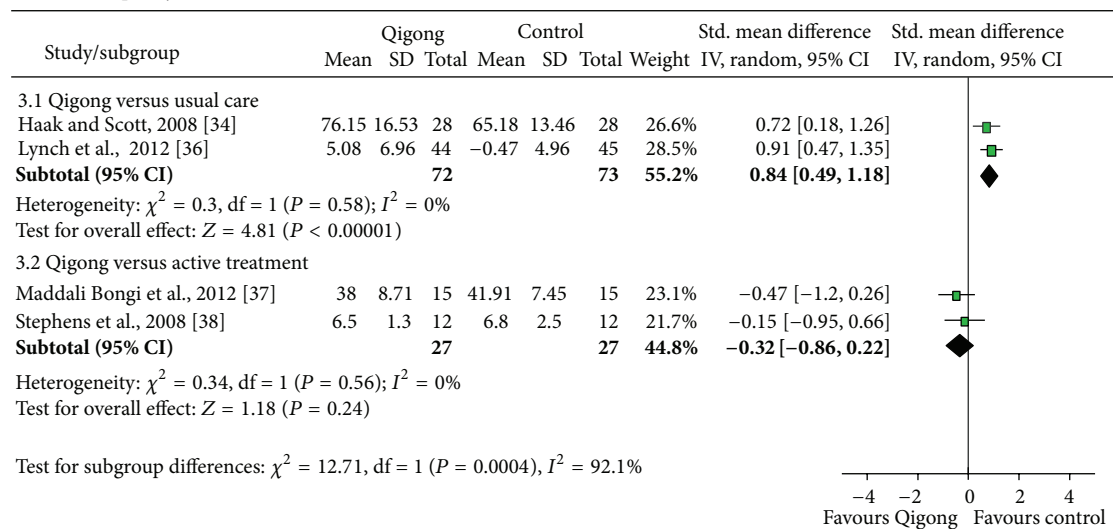 Qigong Control Std. mean difference Std. mean difference
Study/subgroup Mean SD Total Mean SD Total Weight IV, random, 95% CI IV, random, 95% CI
3.1 Qigong versus usual care
Haak and Scott, 2008 [34] 76.15 16.53 28 65.18 13.46 28 26.6% 0.72 [0.18, 1.26]
Lynch et al., 2012 [36] 5.08 6.96 44 −0.47 4.96 45 28.5% 0.91 [0.47, 1.35]
Subtotal (95% CI) 72 73 55.2% 0.84 [0.49, 1.18]
Heterogeneity: χ² = 0.3, df = 1 (P = 0.58); I² = 0%
Test for overall effect: Z = 4.81 (P < 0.00001)
3.2 Qigong versus active treatment
Maddali Bongi et al., 2012 [37] 38 8.71 15 41.91 7.45 15 23.1% −0.47 [−1.2, 0.26]
Stephens et al., 2008 [38] 6.5 1.3 12 6.8 2.5 12 21.7% −0.15 [−0.95, 0.66]
Subtotal (95% CI) 27 27 44.8% −0.32 [−0.86, 0.22]
Heterogeneity: χ² = 0.34, df = 1 (P = 0.56); I² = 0%
Test for overall effect: Z = 1.18 (P = 0.24)
Test for subgroup differences: χ² = 12.71, df = 1 (P = 0.0004), I² = 92.1%
−4 −2 0 2 4
Favours Qigong Favours control